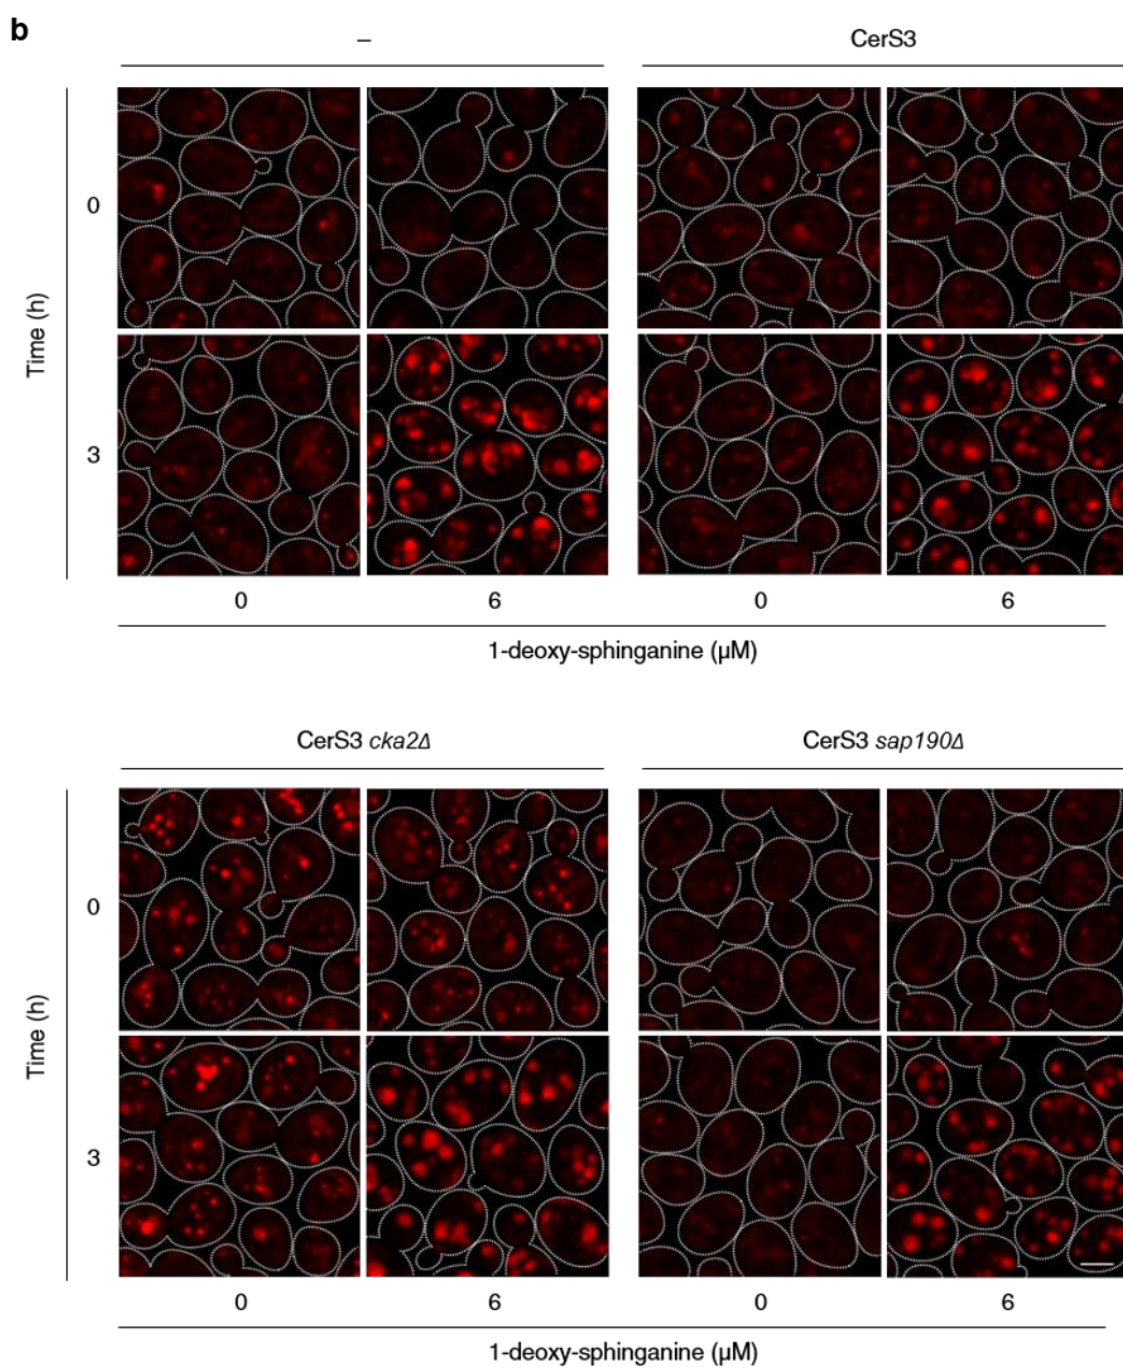 b
–
CerS3
Time (h)
0
3
0
6
0
6
1-deoxy-sphinganine (µM)
CerS3 cka2Δ
CerS3 sap190Δ
Time (h)
0
3
0
6
0
6
1-deoxy-sphinganine (µM)